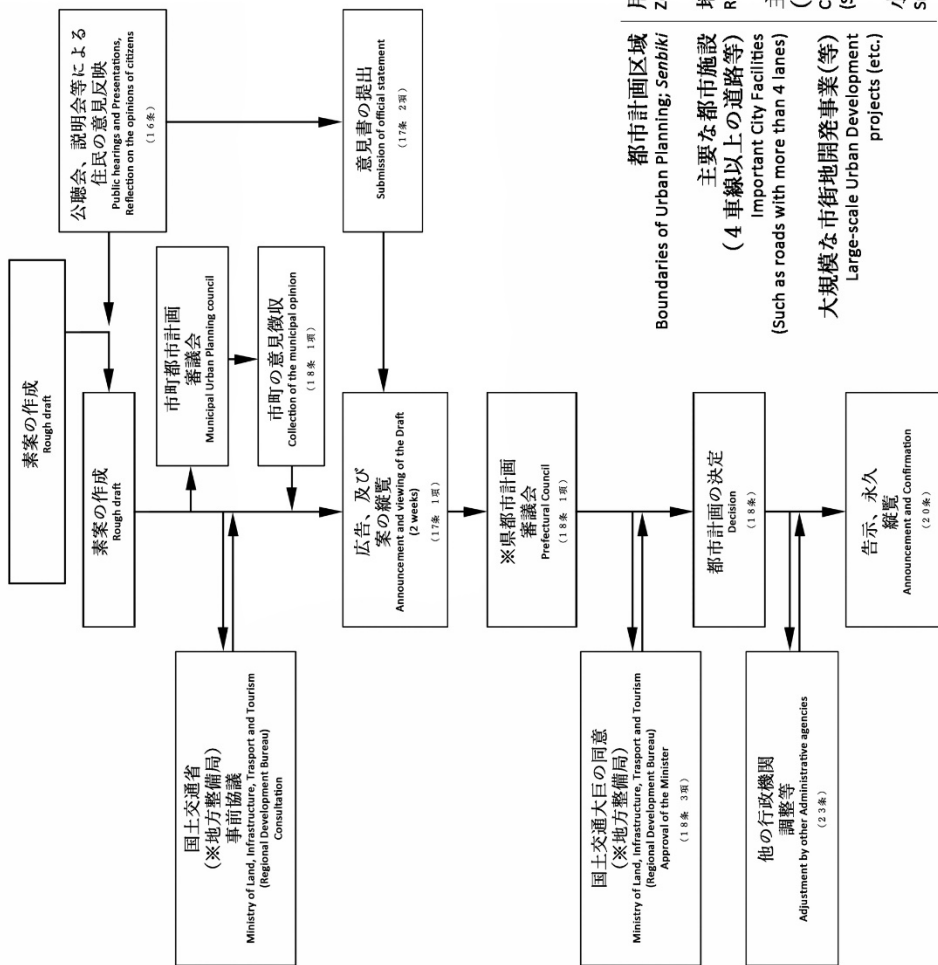 素案の作成
Rough draft
公聴会、説明会等による
住民の意見反映
Public hearings and Presentations,
Reflection on the opinions of citizens
(16条)
素案の作成
Rough draft
市町都市計画
審議会
Municipal Urban Planning council
国土交通省
(※地方整備局)
事前協議
Ministry of Land, Infrastructure, Trasport and Tourism
(Regional Development Bureau)
Consultation
市町の意見徴収
Collection of the municipal opinion
(18条 1項)
広告、及び
案の縦覧
Announcement and viewing of the Draft
(2 weeks)
(17条 1項)
意見書の提出
Submission of official statement
(17条 2項)
※県都市計画
審議会
Prefectural Council
(18条 1項)
国土交通大巨の同意
(※地方整備局)
Ministry of Land, Infrastructure, Trasport and Tourism
(Regional Development Bureau)
Approval of the Minister
(18条 3項)
都市計画の決定
Decision
(18条)
他の行政機関
調整等
Adjustment by other Administrative agencies
(23条)
告示、永久
縦覧
Announcement and Confirmation
(20条)
都市計画区域
Boundaries of Urban Planning; Senbiki
主要な都市施設
(4車線以上の道路等)
Important City Facilities
(Such as roads with more than 4 lanes)
大規模な市街地開発事業(等)
Large-scale Urban Development
projects (etc.)